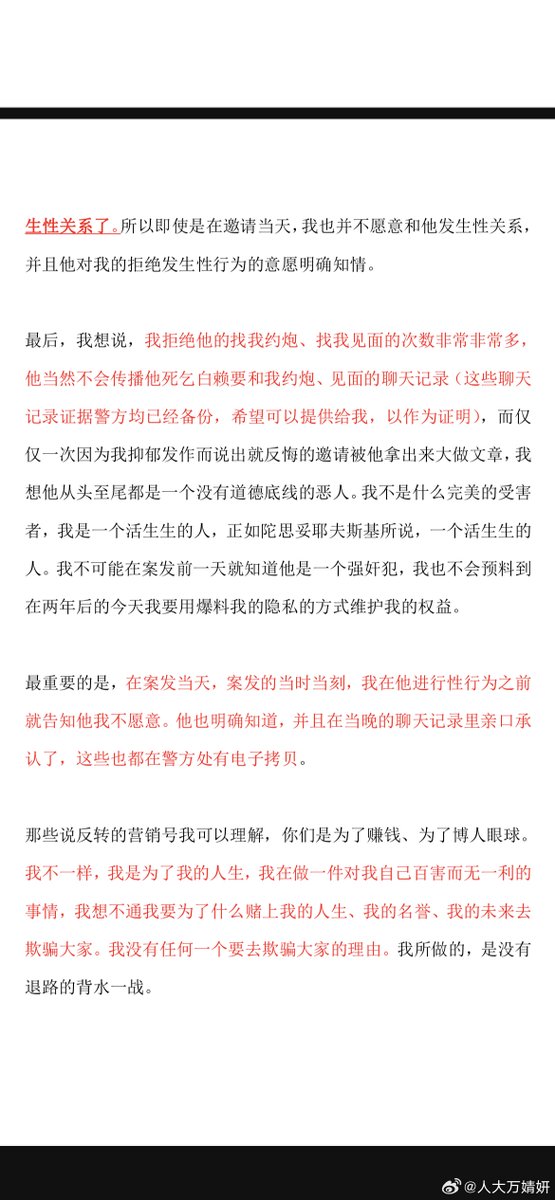 生性关系了。所以即使是在邀请当天，我也并不愿意和他发生性关系，
并且他对我的拒绝发生性行为的意愿明确知情。
最后，我想说，我拒绝他的找我约炮、找我见面的次数非常非常多，
他当然不会传播他死乞白赖要和我约炮、见面的聊天记录（这些聊天
记录证据警方均已经备份，希望可以提供给我，以作为证明），而仅
仅一次因为我抑郁发作而说出就反悔的邀请被他拿出来大做文章，我
想他从头至尾都是一个没有道德底线的恶人。我不是什么完美的受害
者，我是一个活生生的人，正如陀思妥耶夫斯基所说，一个活生生的
人。我不可能在案发前一天就知道他是一个强奸犯，我也不会预料到
在两年后的今天我要用爆料我的隐私的方式维护我的权益。
最重要的是，在案发当天，案发的当时当刻，我在他进行性行为之前
就告知他我不愿意。他也明确知道，并且在当晚的聊天记录里亲口承
认了，这些也都在警方处有电子拷贝。
那些说反转的营销号我可以理解，你们是为了赚钱、为了博人眼球。
我不一样，我是为了我的人生，我在做一件对我自己百害而无一利的
事情，我想不通我要为了什么赌上我的人生、我的名誉、我的未来去
欺骗大家。我没有任何一个要去欺骗大家的理由。我所做的，是没有
退路的背水一战。
@人大万婧妍